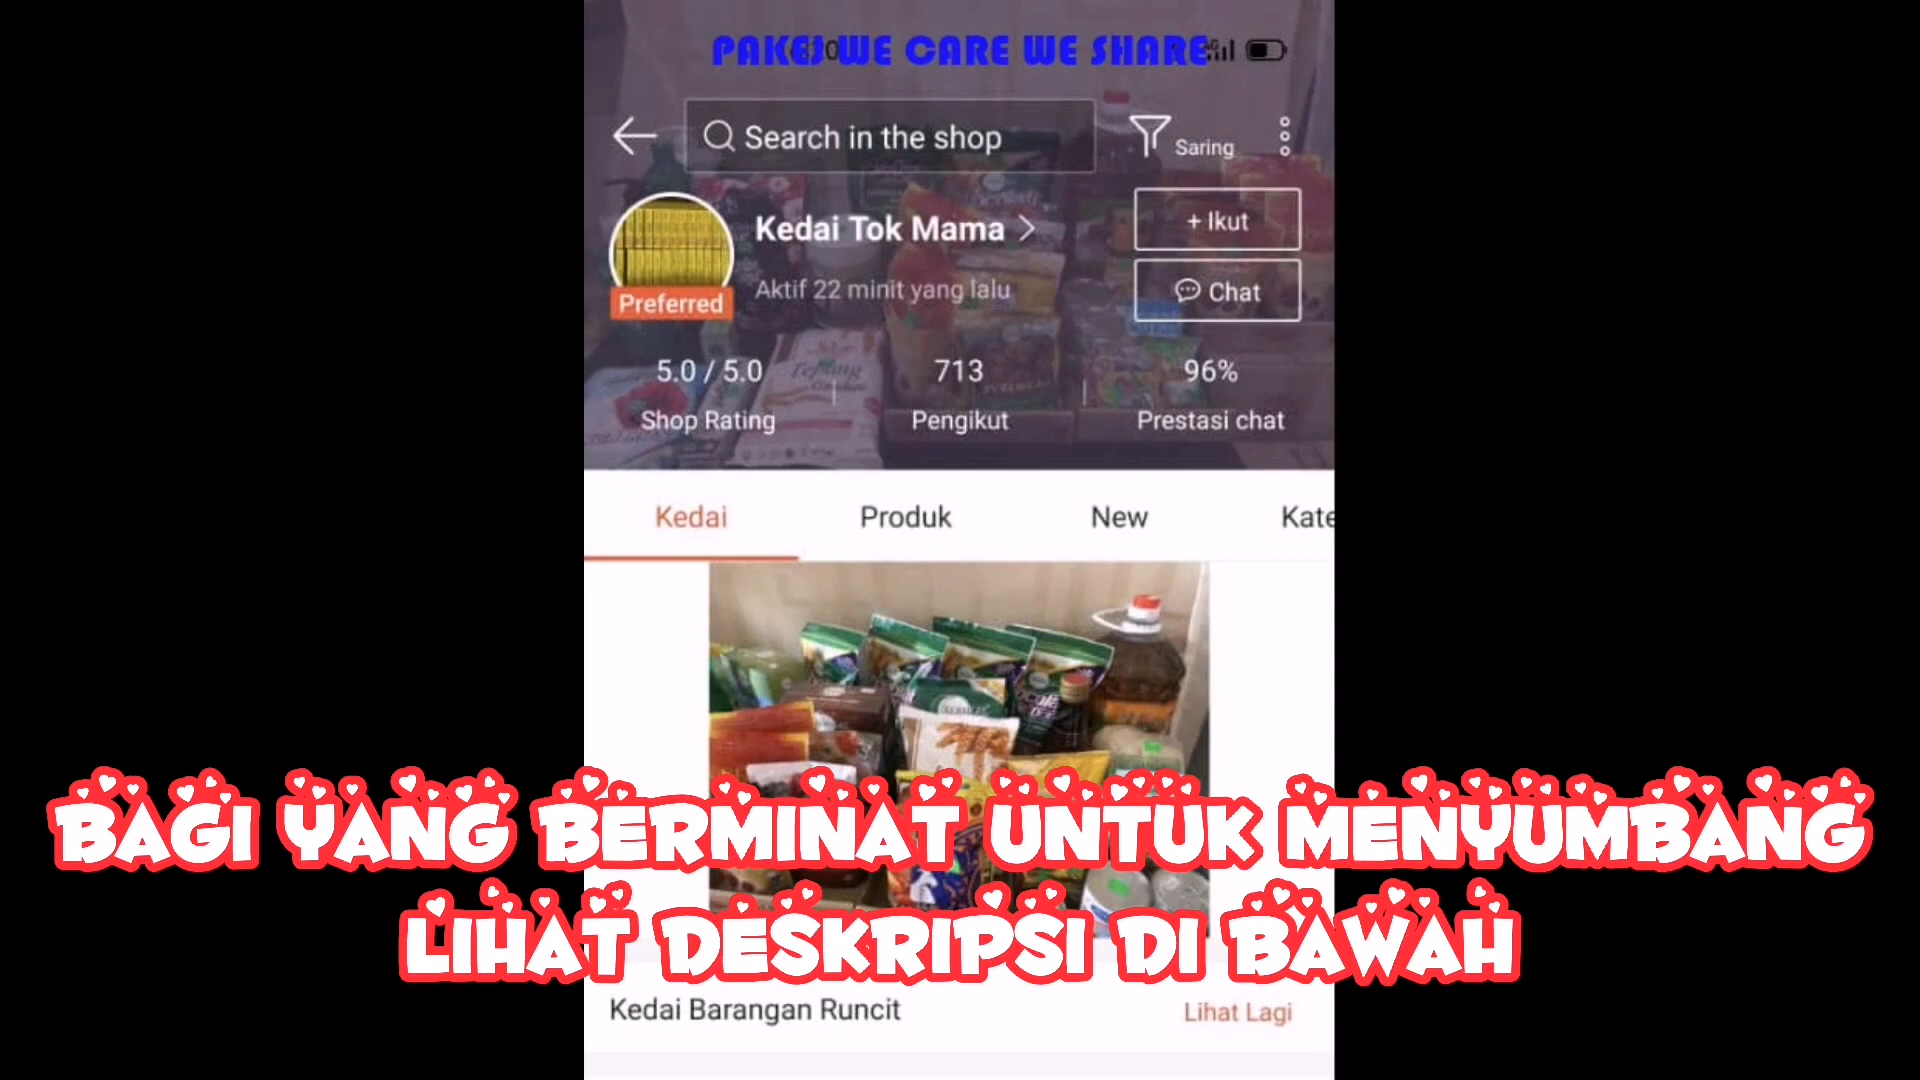 PAKEJ WE CARE WE SHARE
Search in the shop
Saring
Kedai Tok Mama
+ Ikut
Aktif 22 minit yang lalu
Chat
Preferred
5.0 / 5.0
713
96%
Shop Rating
Pengikut
Prestasi chat
Kedai
Produk
New
Kate
BAGI YANG BERMINAT UNTUK MENYUMBANG
LIHAT DESKRIPSI DI BAWAH
Kedai Barangan Runcit
Lihat Lagi